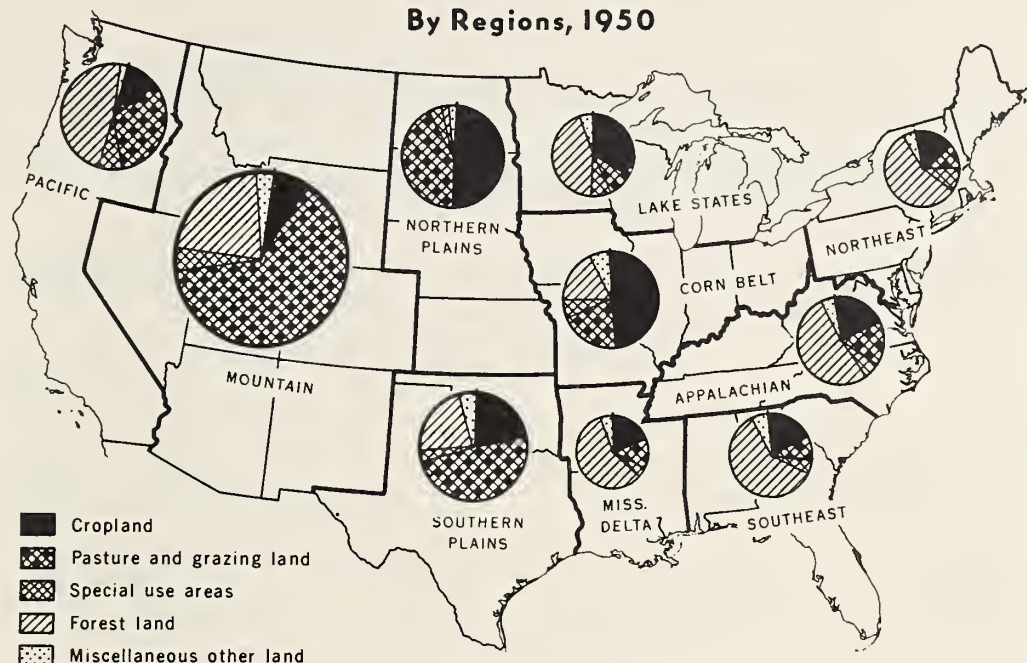 By Regions, 1950
PACIFIC
NORTHERN
PLAINS
LAKE STATES
NORTHEAST
CORN BELT
MOUNTAIN
APPALACHIAN
SOUTHERN
PLAINS
MISS.
DELTA
SOUTHEAST
Cropland
Pasture and grazing land
Special use areas
Forest land
Miscellaneous other land